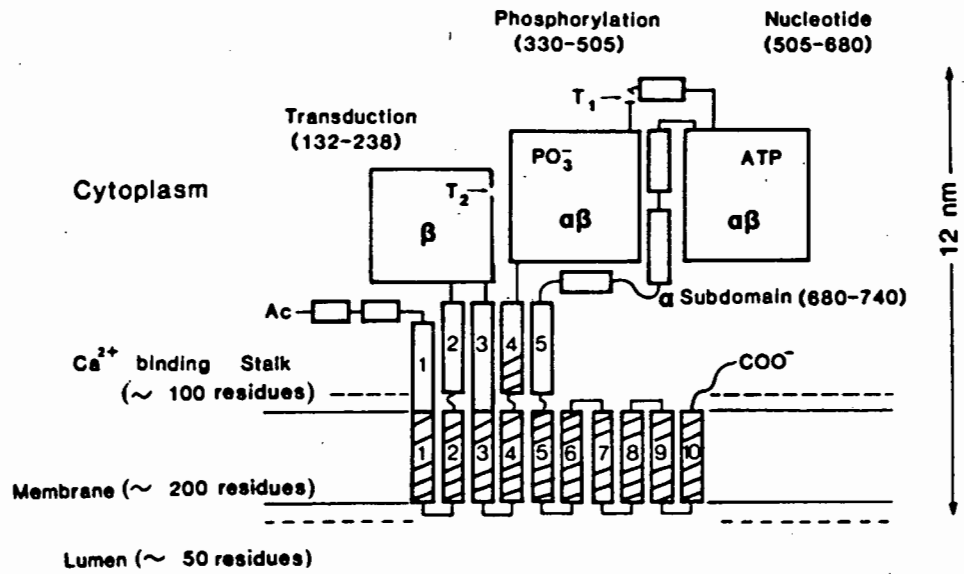 Phosphorylation
(330-505)
Nucleotide
(505-680)
Transduction
(132-238)
T₁→
Cytoplasm
T₂→
PO₃⁻
ATP
β
αβ
αβ
12 nm
α Subdomain (680-740)
Ac
Ca²⁺ binding Stalk
(~ 100 residues)
1
2
3
4
5
COO⁻
1
2
3
4
5
6
7
8
9
10
Membrane (~ 200 residues)
Lumen (~ 50 residues)